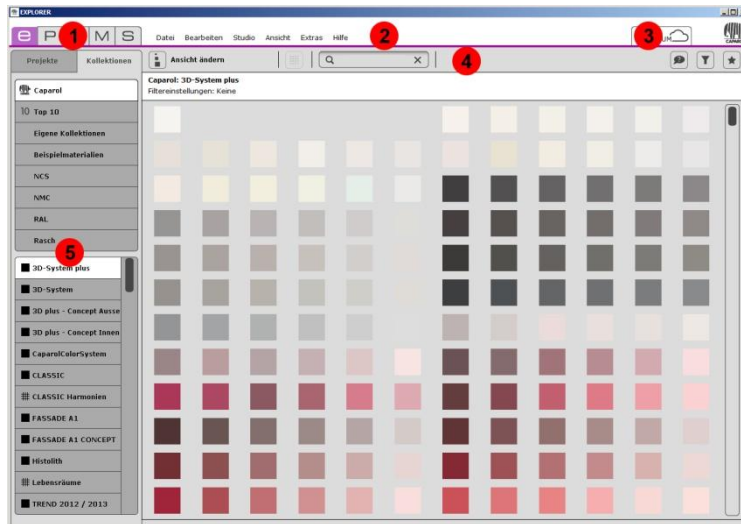 EXPLORER
e P M S
1
Datei Bearbeiten Studio Ansicht Extras Hilfe
2
3
CAPAROL
Projekte
Kollektionen
Ansicht ändern
X
4
Caparol
Caparol: 3D-System plus
Filtereinstellungen: Keine
10 Top 10
Eigene Kollektionen
Beispielmaterialien
NCS
NMC
RAL
Rasch
5
3D-System plus
3D-System
3D plus - Concept Ausse
3D plus - Concept Innen
CaparolColorSystem
CLASSIC
CLASSIC Harmonien
FASSADE A1
FASSADE A1 CONCEPT
Histolith
Lebensräume
TREND 2012 / 2013